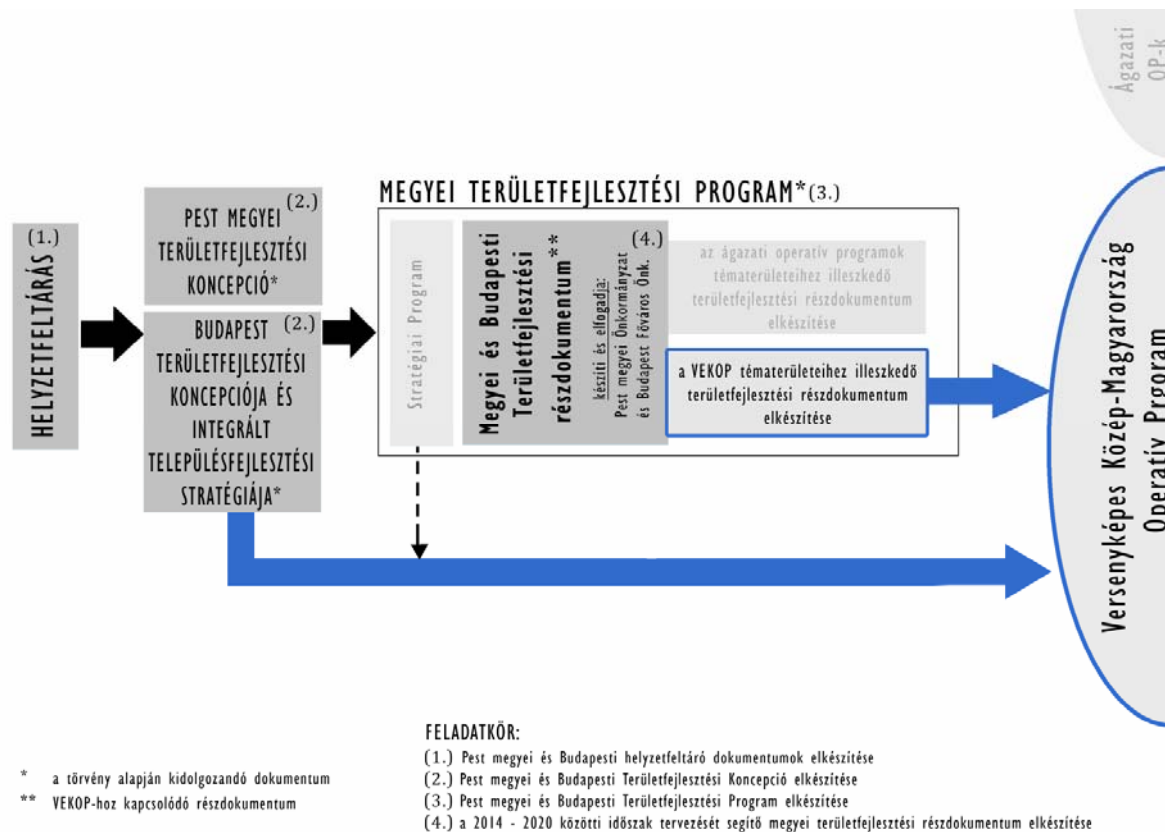 Ágazati
OP-k
MEGYEI TERÜLETFEJLESZTÉSI PROGRAM*(3.)
HELYZETFELTÁRÁS (1.)
(2.)
PEST MEGYEI
TERÜLETFEJLESZTÉSI
KONCEPCIÓ*
(2.)
BUDAPEST
TERÜLETFEJLESZTÉSI
KONCEPCIÓJA ÉS
INTEGRÁLT
TELEPÜLÉSFEJLESZTÉSI
STRATÉGIÁJA*
Stratégiai Program
Megyei és Budapesti
Területfejlesztési
részdokumentum**
(4.)
készíti és elfogadja:
Pest megyei Önkormányzat
és Budapest Főváros Önk.
az ágazati operatív programok
tématerületeihez illeszkedő
területfejlesztési részdokumentum
elkészítése
a VEKOP tématerületeihez illeszkedő
területfejlesztési részdokumentum
elkészítése
Versenyképes Közép-Magyarország
Operatív Prgoram
FELADATKÖR:
(1.) Pest megyei és Budapesti helyzetfeltáró dokumentumok elkészítése
(2.) Pest megyei és Budapesti Területfejlesztési Koncepció elkészítése
(3.) Pest megyei és Budapesti Területfejlesztési Program elkészítése
(4.) a 2014 - 2020 közötti időszak tervezését segítő megyei területfejlesztési részdokumentum elkészítése
* a törvény alapján kidolgozandó dokumentum
** VEKOP-hoz kapcsolódó részdokumentum